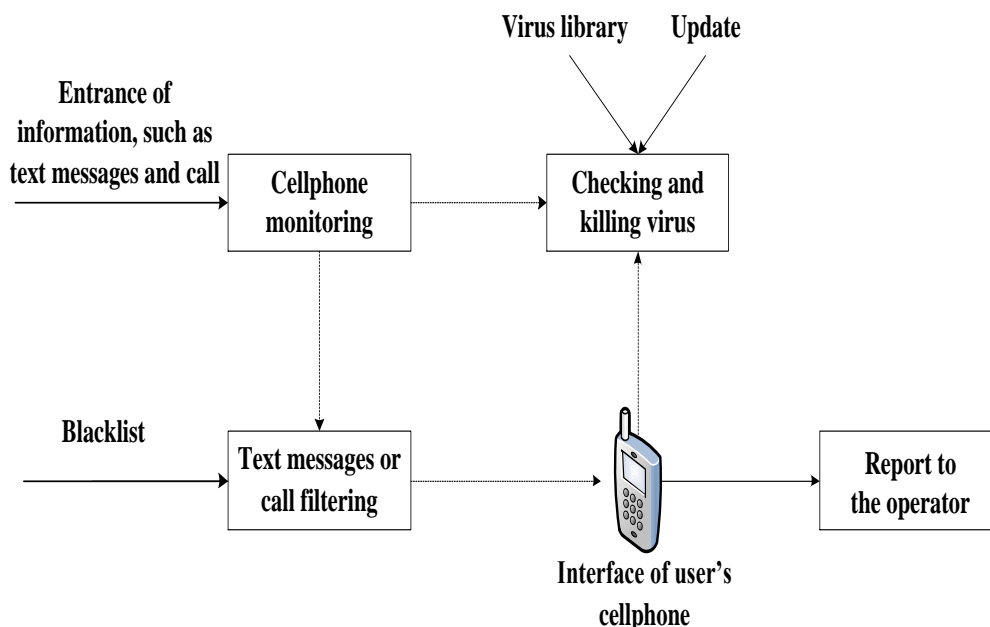 Virus library
Update
Entrance of
information, such as
text messages and call
Cellphone
monitoring
Checking and
killing virus
Blacklist
Text messages or
call filtering
Report to
the operator
Interface of user's
cellphone